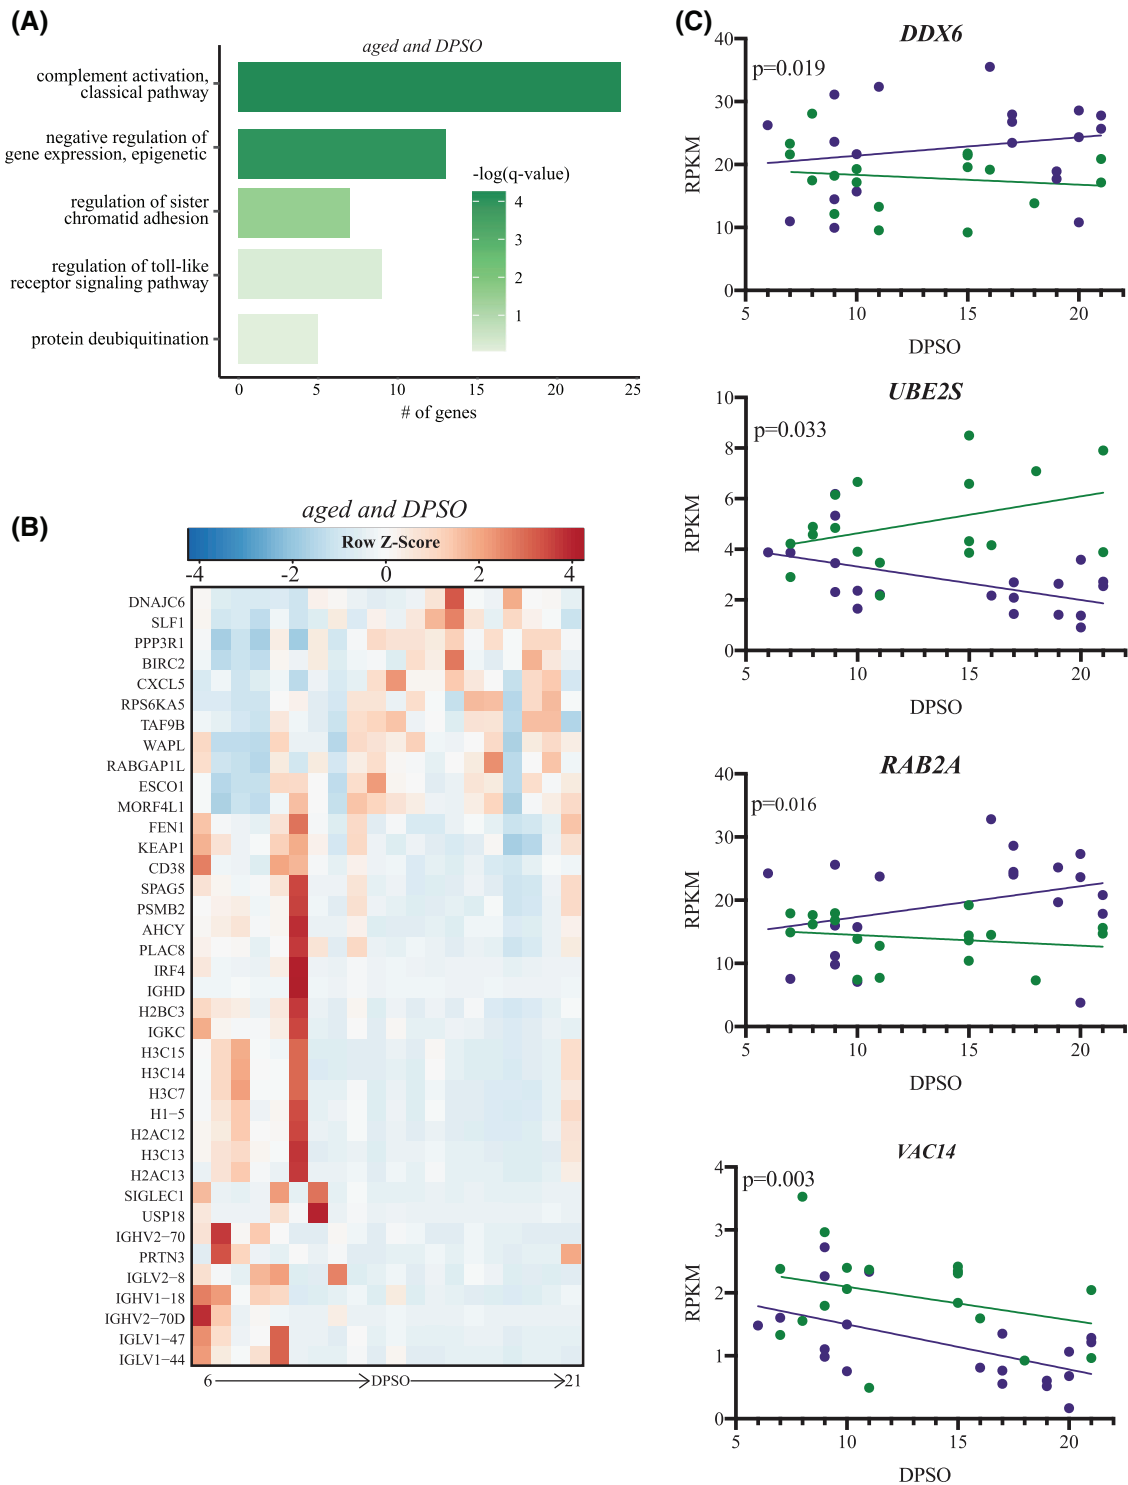 (A)
aged and DPSO
complement activation,
classical pathway
negative regulation of
gene expression, epigenetic
regulation of sister
chromatid adhesion
regulation of toll-like
receptor signaling pathway
protein deubiquitination
-log(q-value)
4
3
2
1
0 5 10 15 20 25
# of genes
(B)
aged and DPSO
Row Z-Score
-4 -2 0 2 4
DNAJC6
SLF1
PPP3R1
BIRC2
CXCL5
RPS6KA5
TAF9B
WAPL
RABGAP1L
ESCO1
MORF4L1
FEN1
KEAP1
CD38
SPAG5
PSMB2
AHCY
PLAC8
IRF4
IGHD
H2BC3
IGKC
H3C15
H3C14
H3C7
H1−5
H2AC12
H3C13
H2AC13
SIGLEC1
USP18
IGHV2−70
PRTN3
IGLV2−8
IGHV1−18
IGHV2−70D
IGLV1−47
IGLV1−44
6 DPSO 21
(C)
DDX6
p=0.019
RPKM
40
30
20
10
0
5 10 15 20
DPSO
UBE2S
p=0.033
RPKM
10
8
6
4
2
0
5 10 15 20
DPSO
RAB2A
p=0.016
RPKM
40
30
20
10
0
5 10 15 20
DPSO
VAC14
p=0.003
RPKM
4
3
2
1
0
5 10 15 20
DPSO